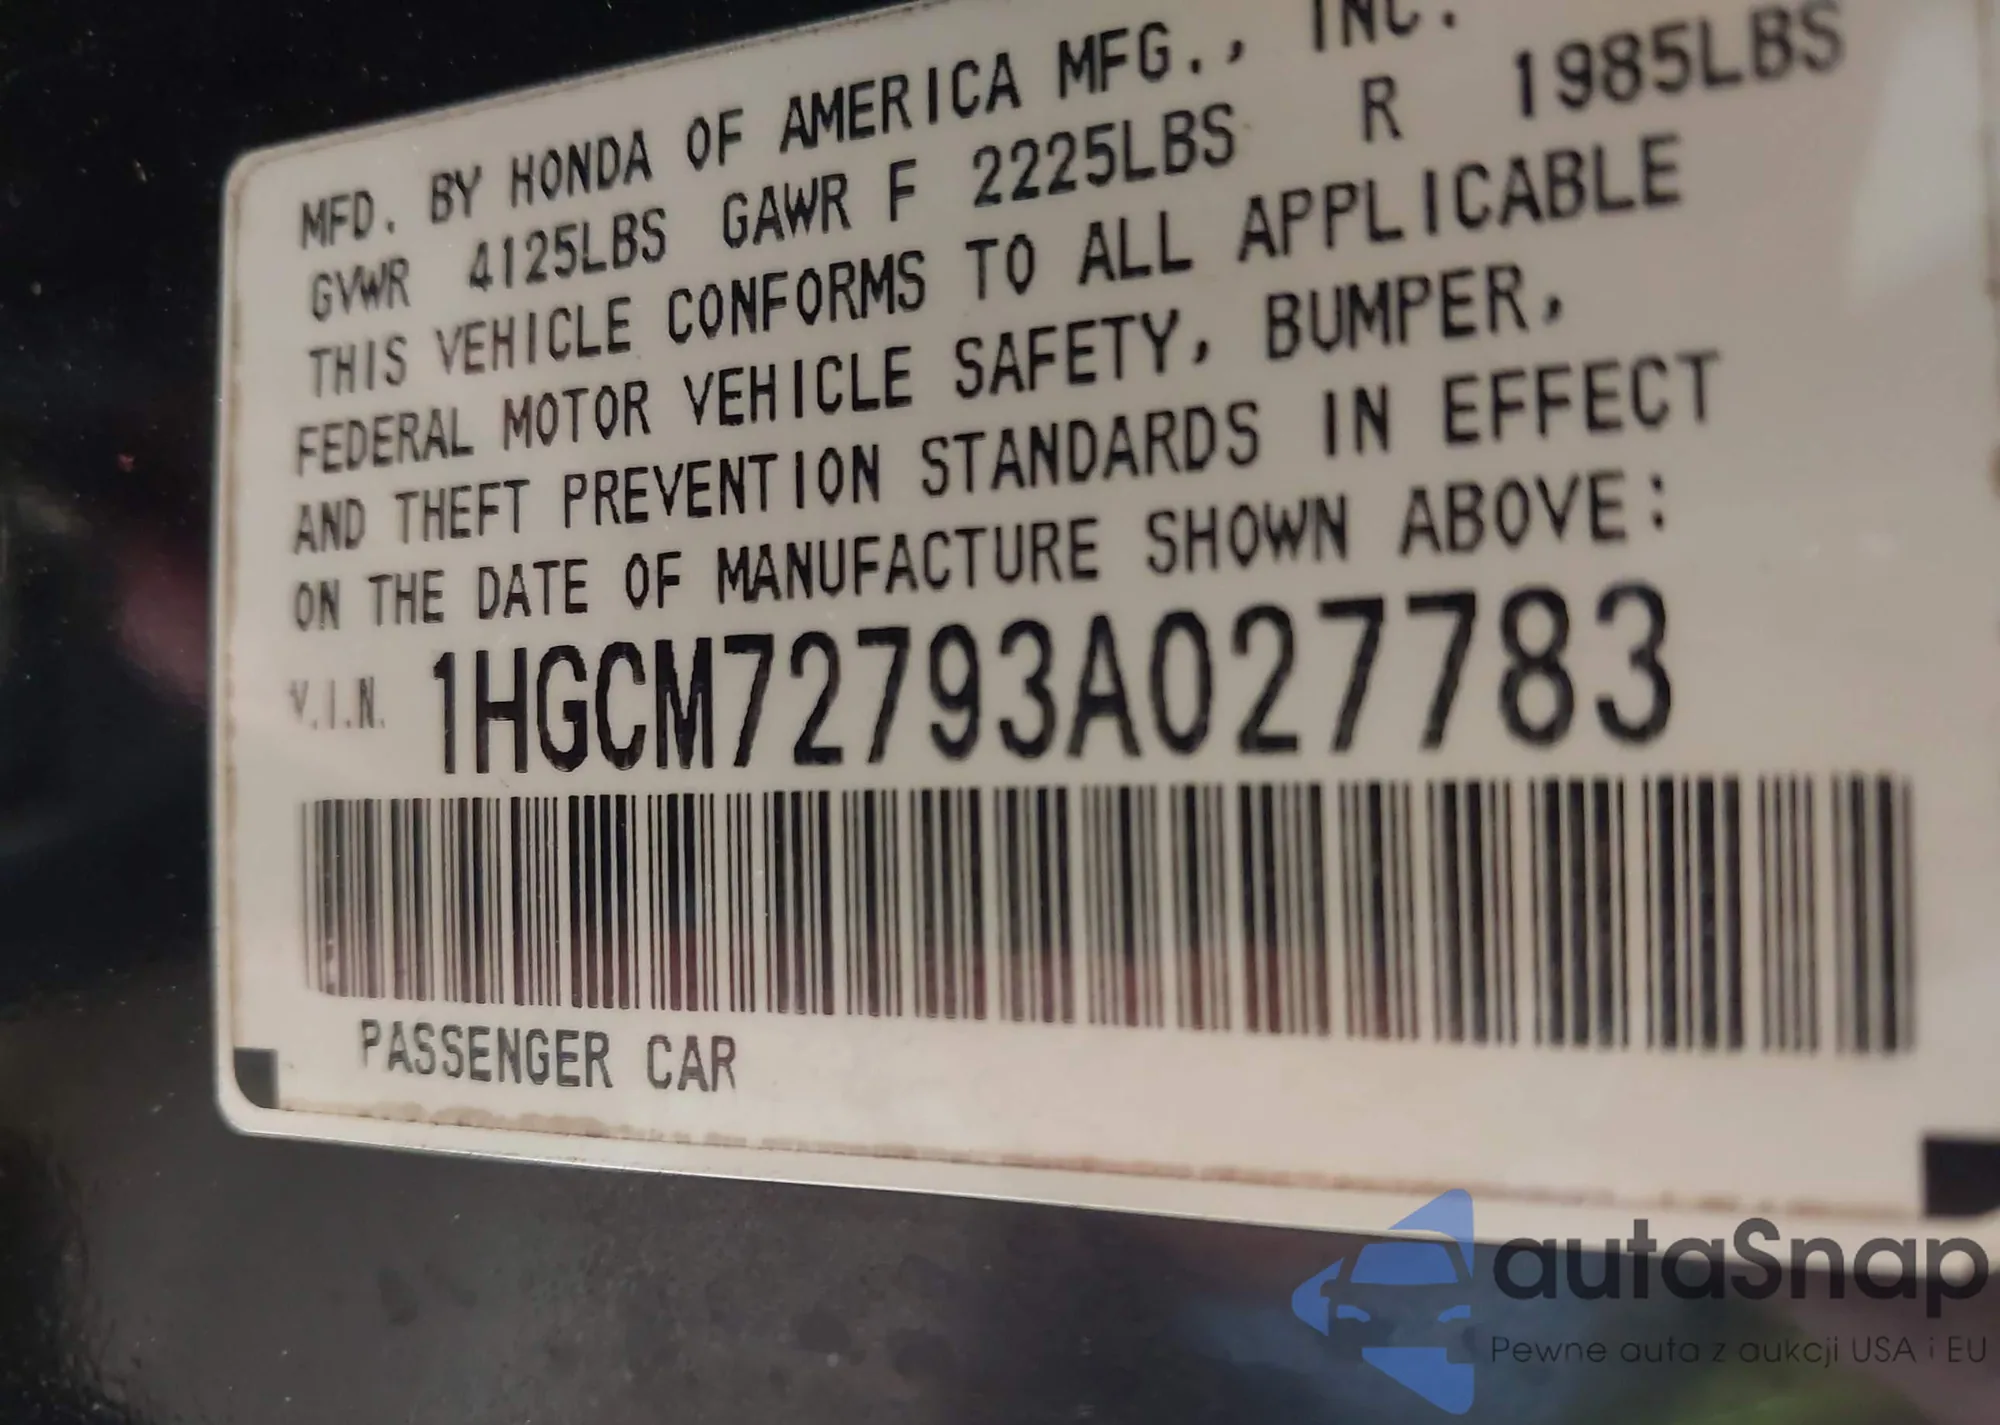 MFD. BY HONDA OF AMERICA MFG., INC.
GVWR 4125LBS GAWR F 2225LBS R 1985LBS
THIS VEHICLE CONFORMS TO ALL APPLICABLE
FEDERAL MOTOR VEHICLE SAFETY, BUMPER,
AND THEFT PREVENTION STANDARDS IN EFFECT
ON THE DATE OF MANUFACTURE SHOWN ABOVE:
V.I.N. 1HGCM72793A027783
PASSENGER CAR
autaSnap
Pewne auta z aukcji USA i EU